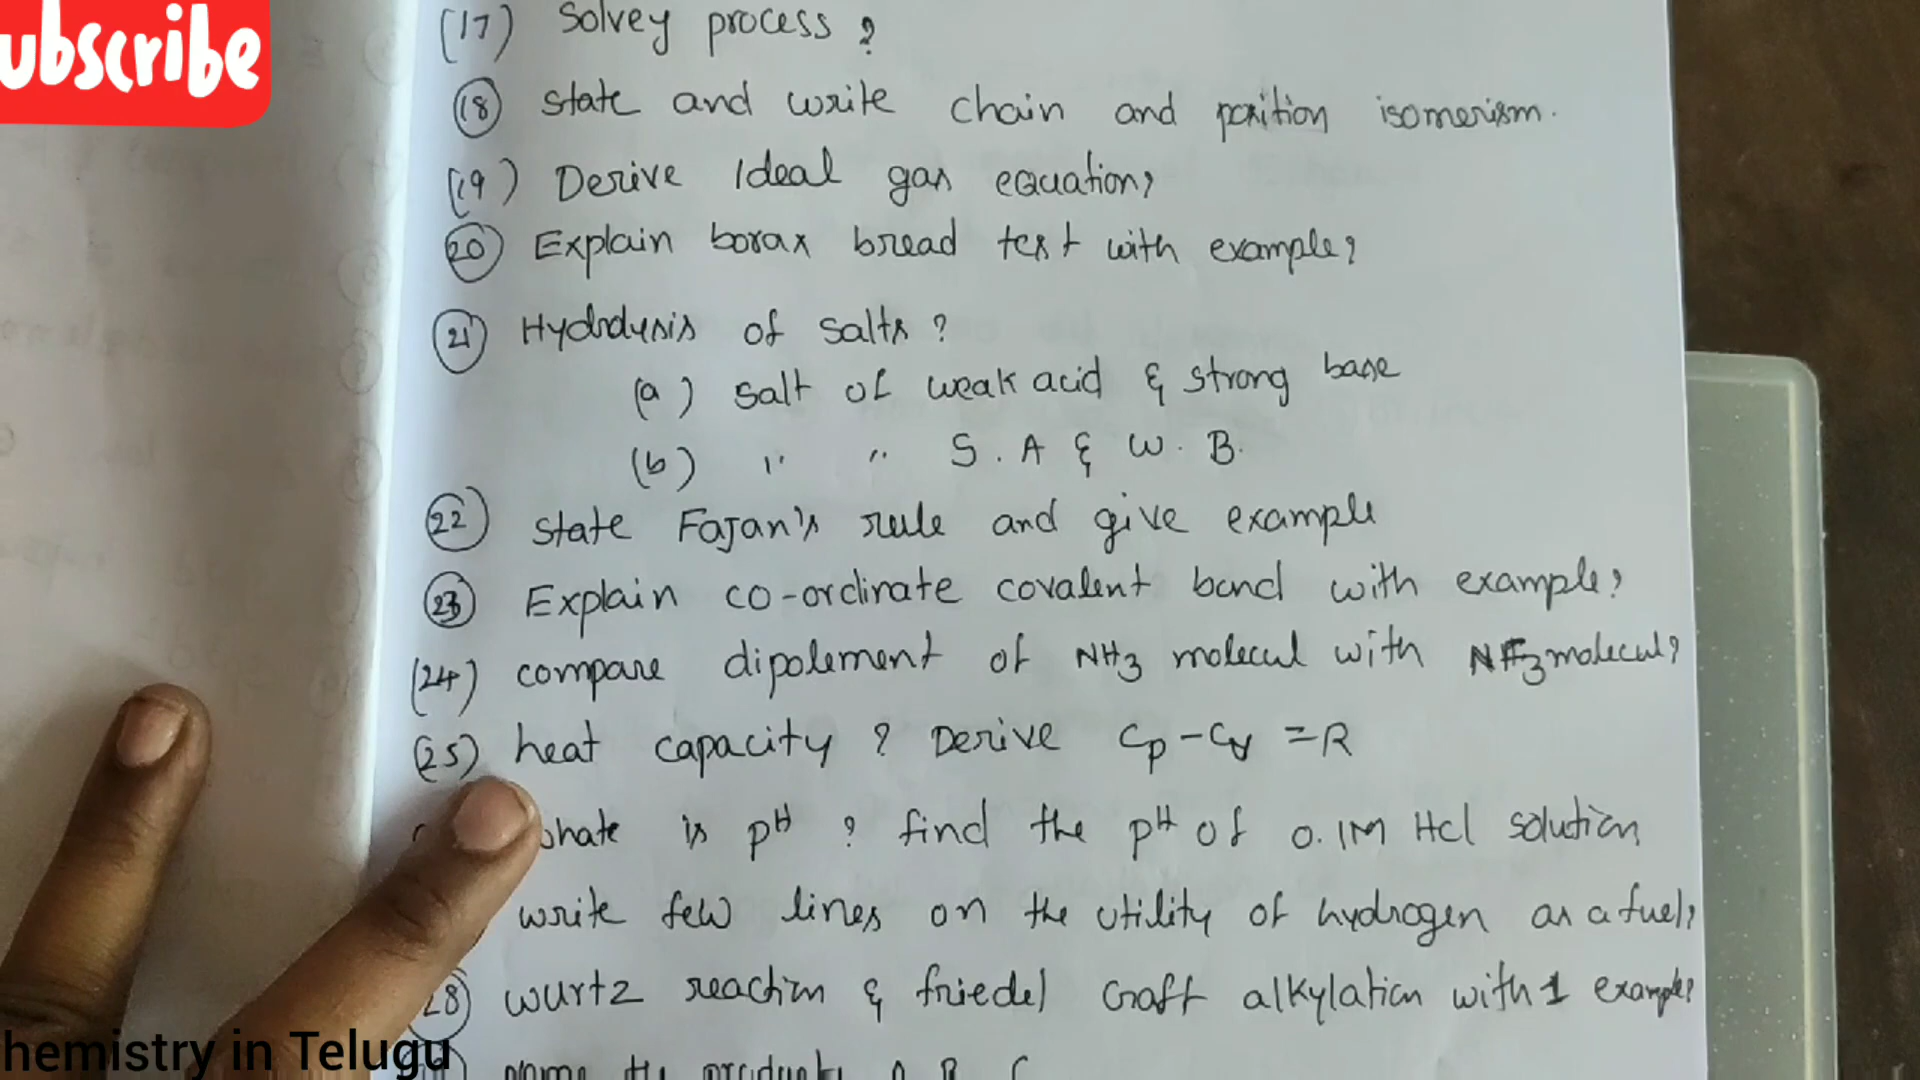 ubscribe
(17) Solvey process ?
(18) state and write chain and position isomerism.
(19) Derive Ideal gas equation?
(20) Explain borax bread test with example?
(21) Hydrolysis of salts ?
(a) salt of weak acid & strong base
(b) " " S. A & W. B.
(22) state Fajan's rule and give example
(23) Explain co-ordinate covalent bond with example?
(24) compare dipolement of NH3 molecul with NF3 molecul?
(25) heat capacity ? Derive Cp-Cv =R
whate is pH ? find the pH of 0.1M Hcl solution
write few lines on the utility of hydrogen as a fuel?
28) wurtz reaction & friedel Craft alkylation with 1 example?
hemistry in Telugu
name the products A B C